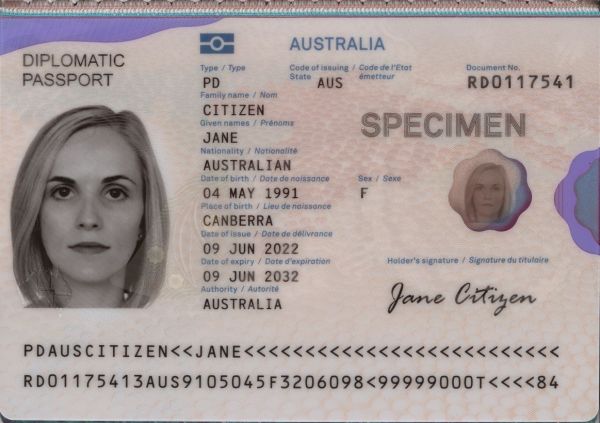 DIPLOMATIC
PASSPORT
AUSTRALIA
Type / Type
PD
Code of issuing / Code de l'Etat
State émetteur
AUS
Document No.
RD0117541
Family name / Nom
CITIZEN
Given names / Prénoms
JANE
Nationality / Nationalité
AUSTRALIAN
Date of birth / Date de naissance
04 MAY 1991
Sex / Sexe
F
Place of birth / Lieu de naissance
CANBERRA
Date of issue / Date de délivrance
09 JUN 2022
Date of expiry / Date d'expiration
09 JUN 2032
Authority / Autorité
AUSTRALIA
SPECIMEN
Holder's signature / Signature du titulaire
Jane Citizen
PDAUSCITIZEN<<JANE<<<<<<<<<<<<<<<<<<<<<<<<<<
RD01175413AUS9105045F3206098<99999000T<<<<84